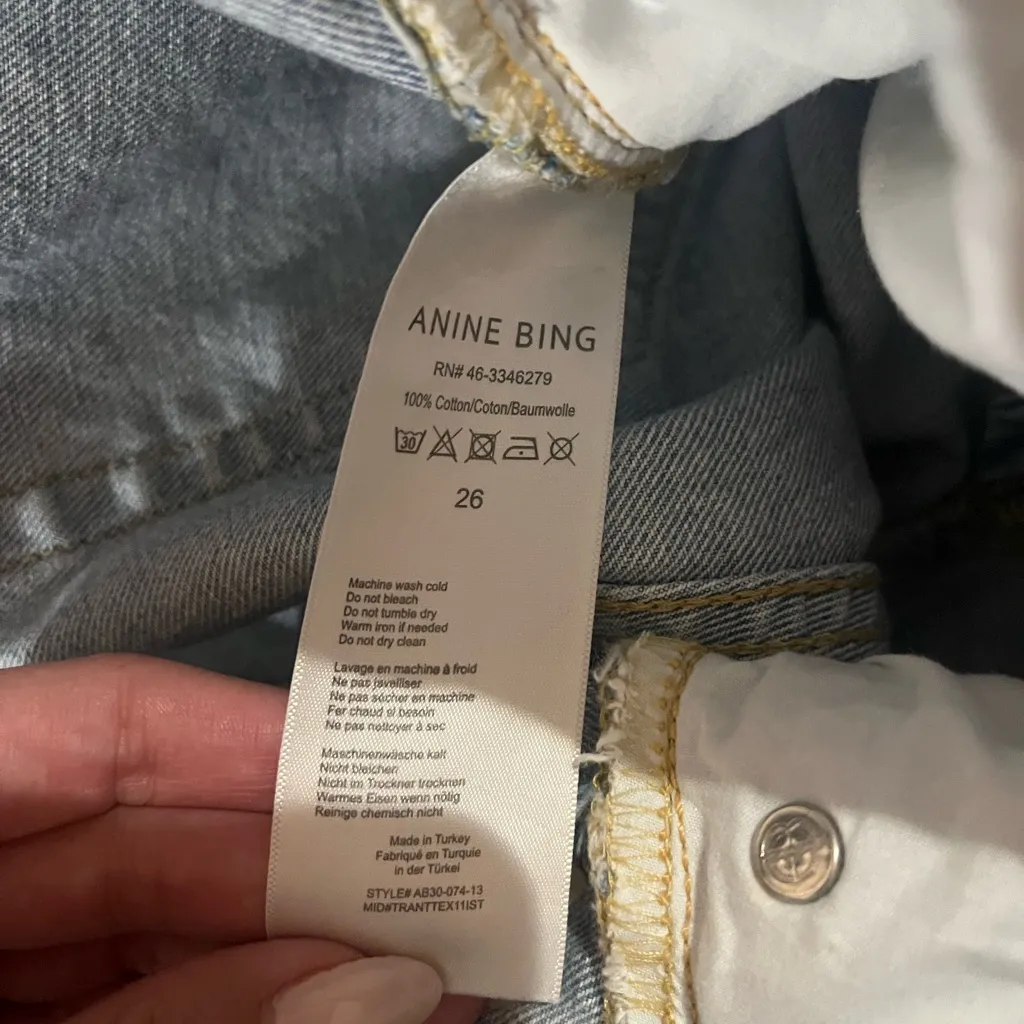 ANINE BING
RN# 46-3346279
100% Cotton/Coton/Baumwolle
30
26
Machine wash cold
Do not bleach
Do not tumble dry
Warm iron if needed
Do not dry clean
Lavage en machine à froid
Ne pas javelliser
Ne pas sécher en machine
Fer chaud si besoin
Ne pas nettoyer à sec
Maschinenwäsche kalt
Nicht bleichen
Nicht im Trockner trocknen
Warmes Eisen wenn nölig
Reinige chemisch nicht
Made in Turkey
Fabriqué en Turquie
in der Türkei
STYLE# AB30-074-13
MID#TRANTTEX11IST